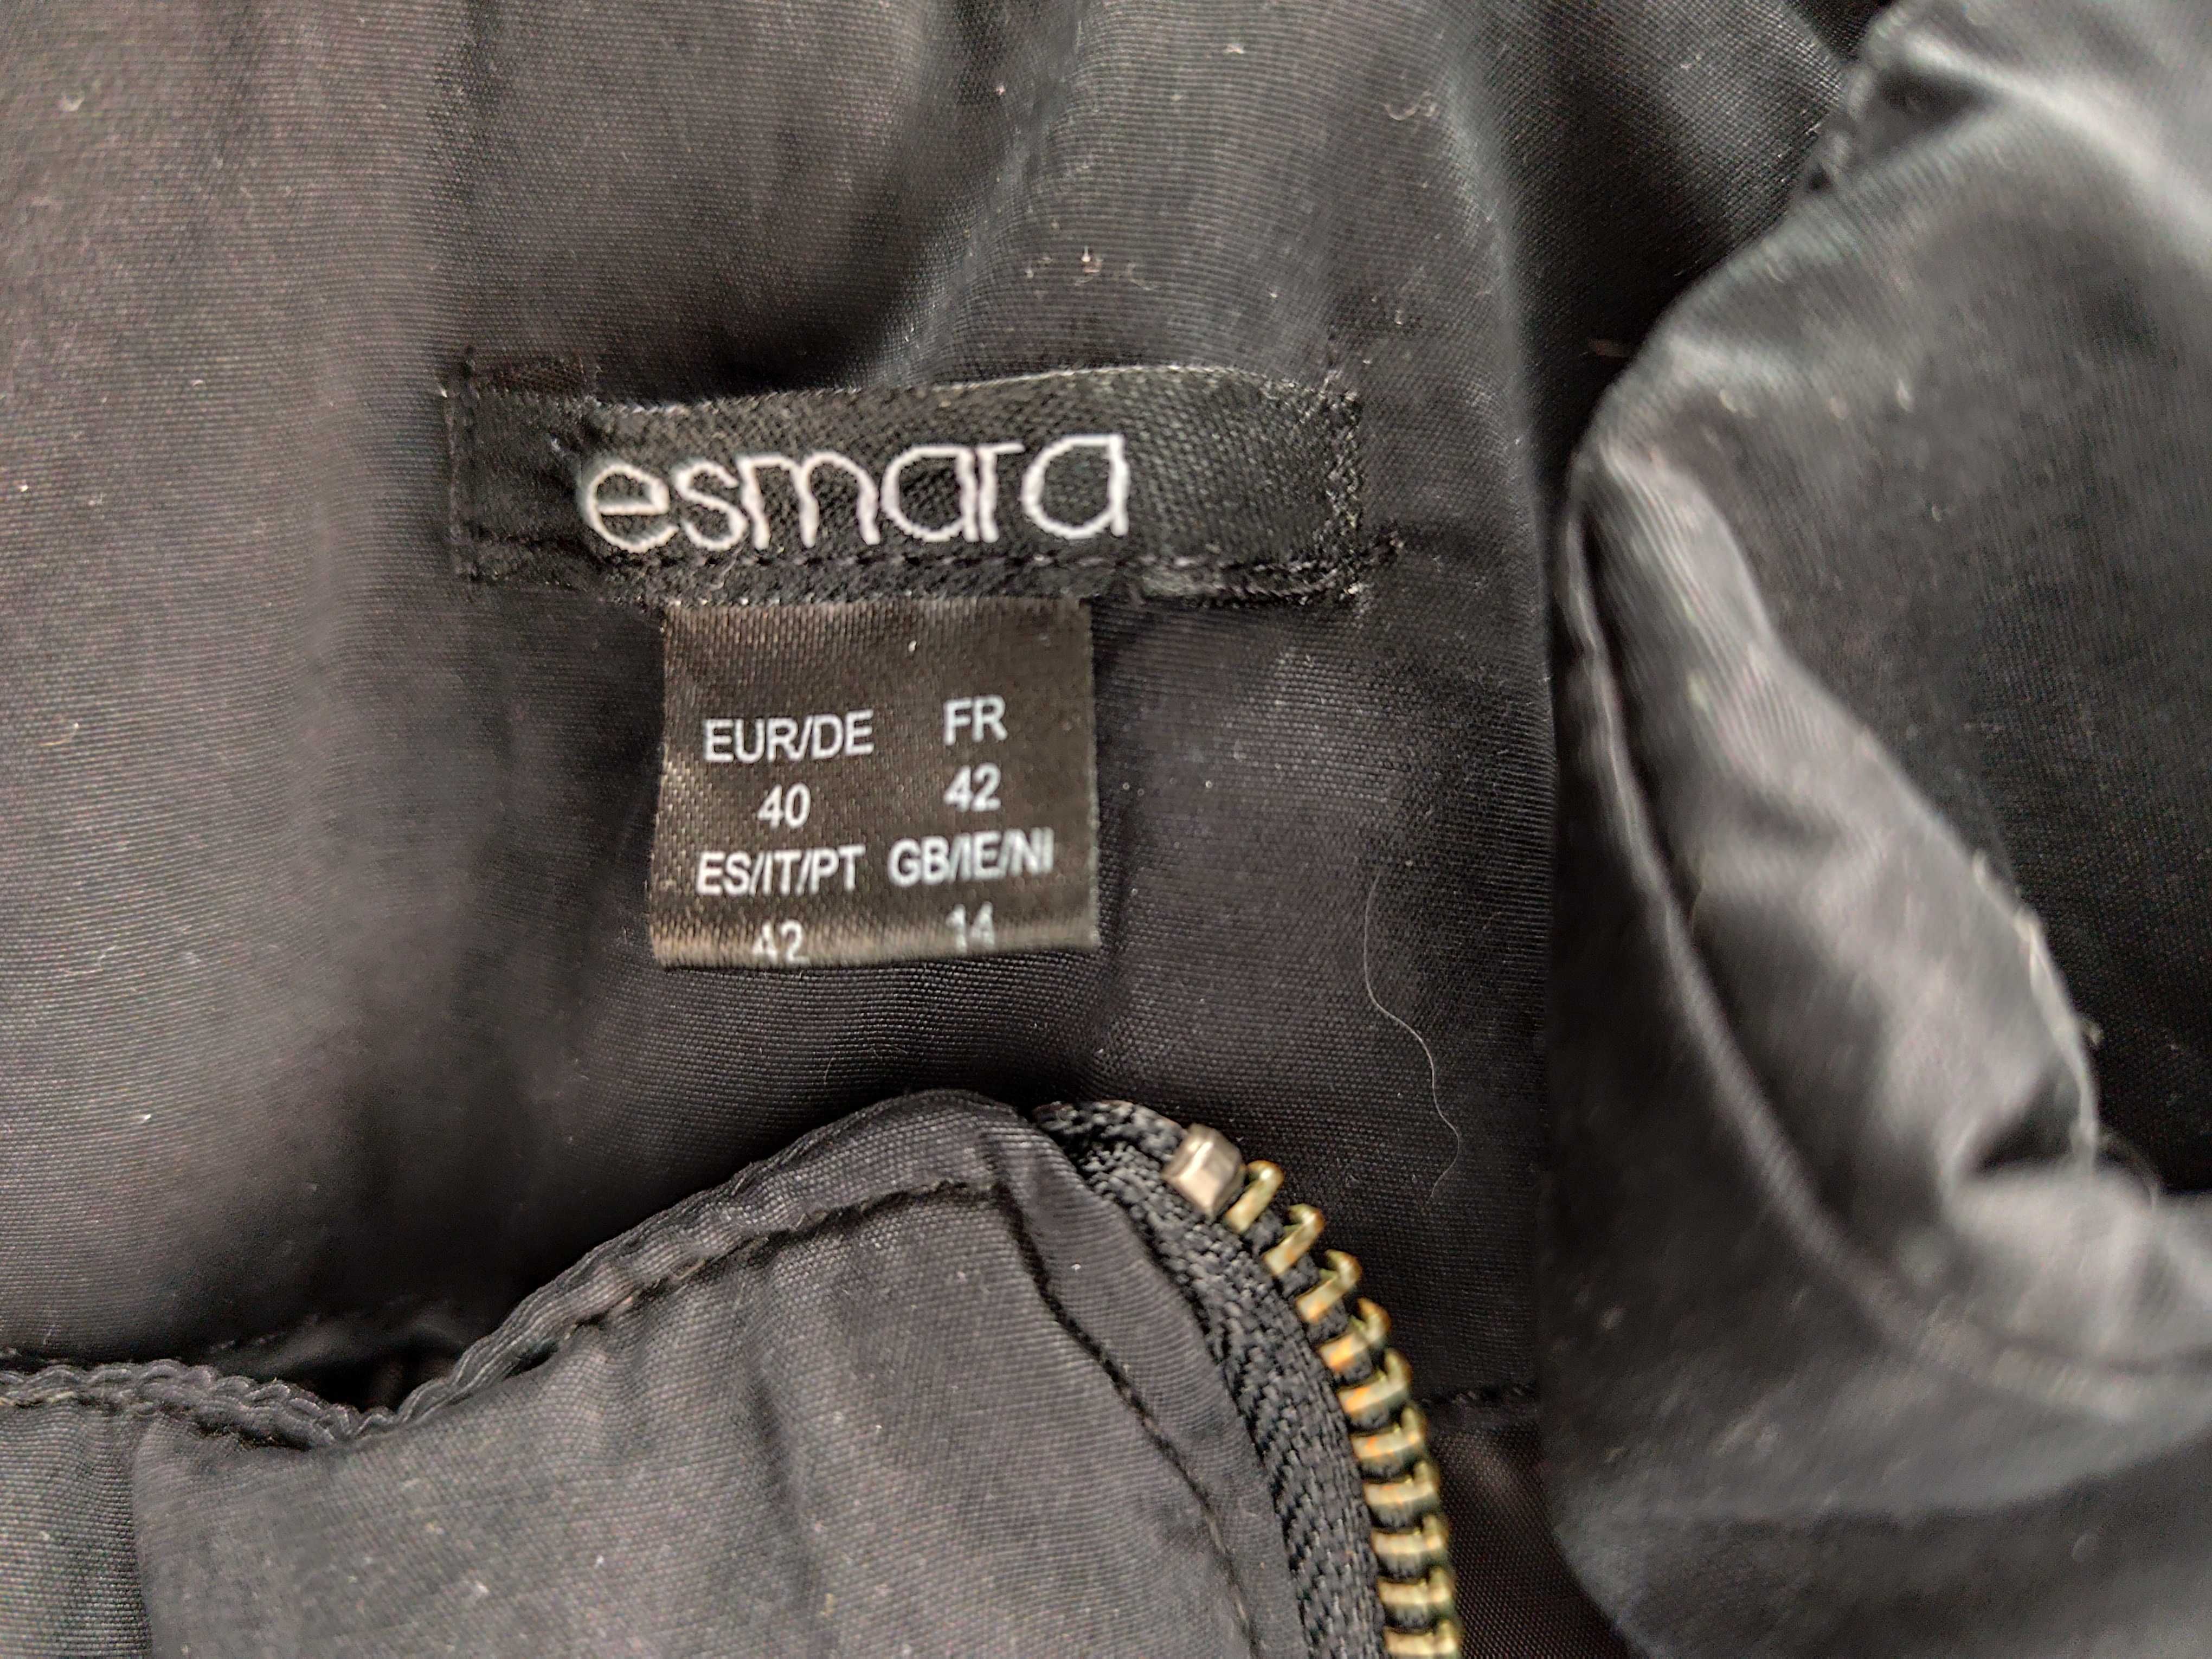 esmara
EUR/DE FR
40 42
ES/IT/PT GB/IE/NI
42 14